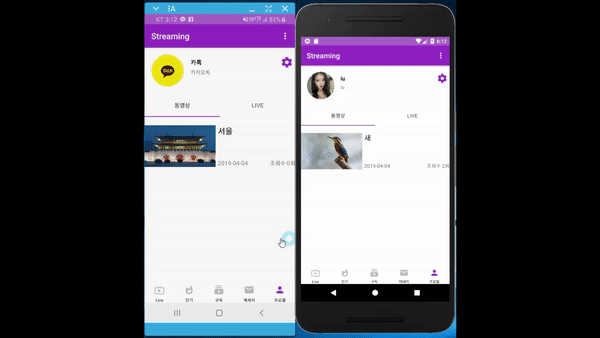 KT 3:12
51%
Streaming
TALK
카톡
카카오톡
동영상
LIVE
서울
2019-04-04
조회수 0회
Live
인기
구독
메세지
프로필
6:12
Streaming
iu
iu
동영상
LIVE
새
2019-04-04
조회수 2회
Live
인기
구독
메세지
프로필